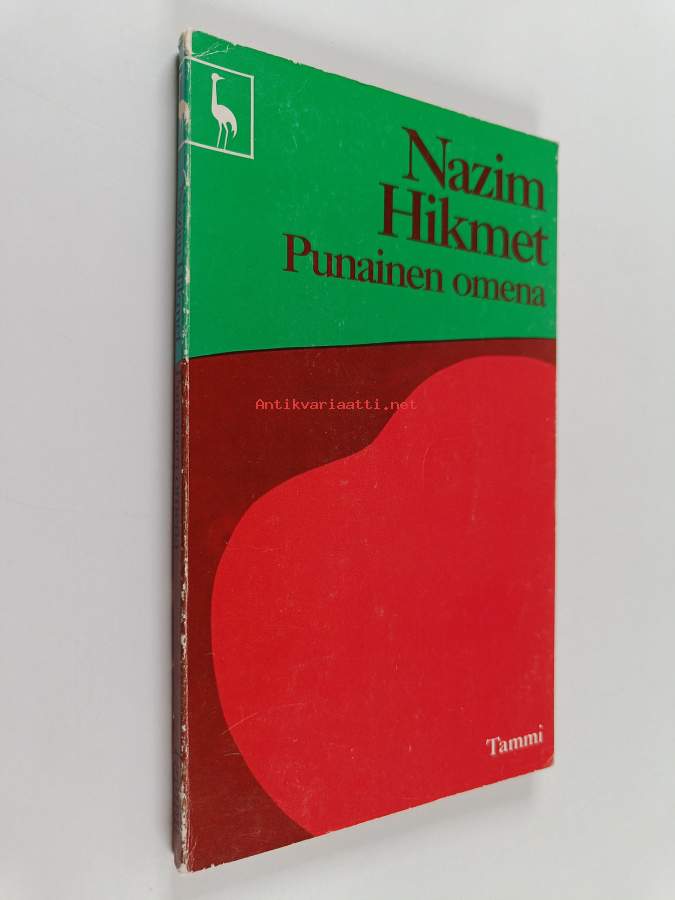 Nazim
Hikmet
Punainen omena
Antikvariaatti.net
Tammi